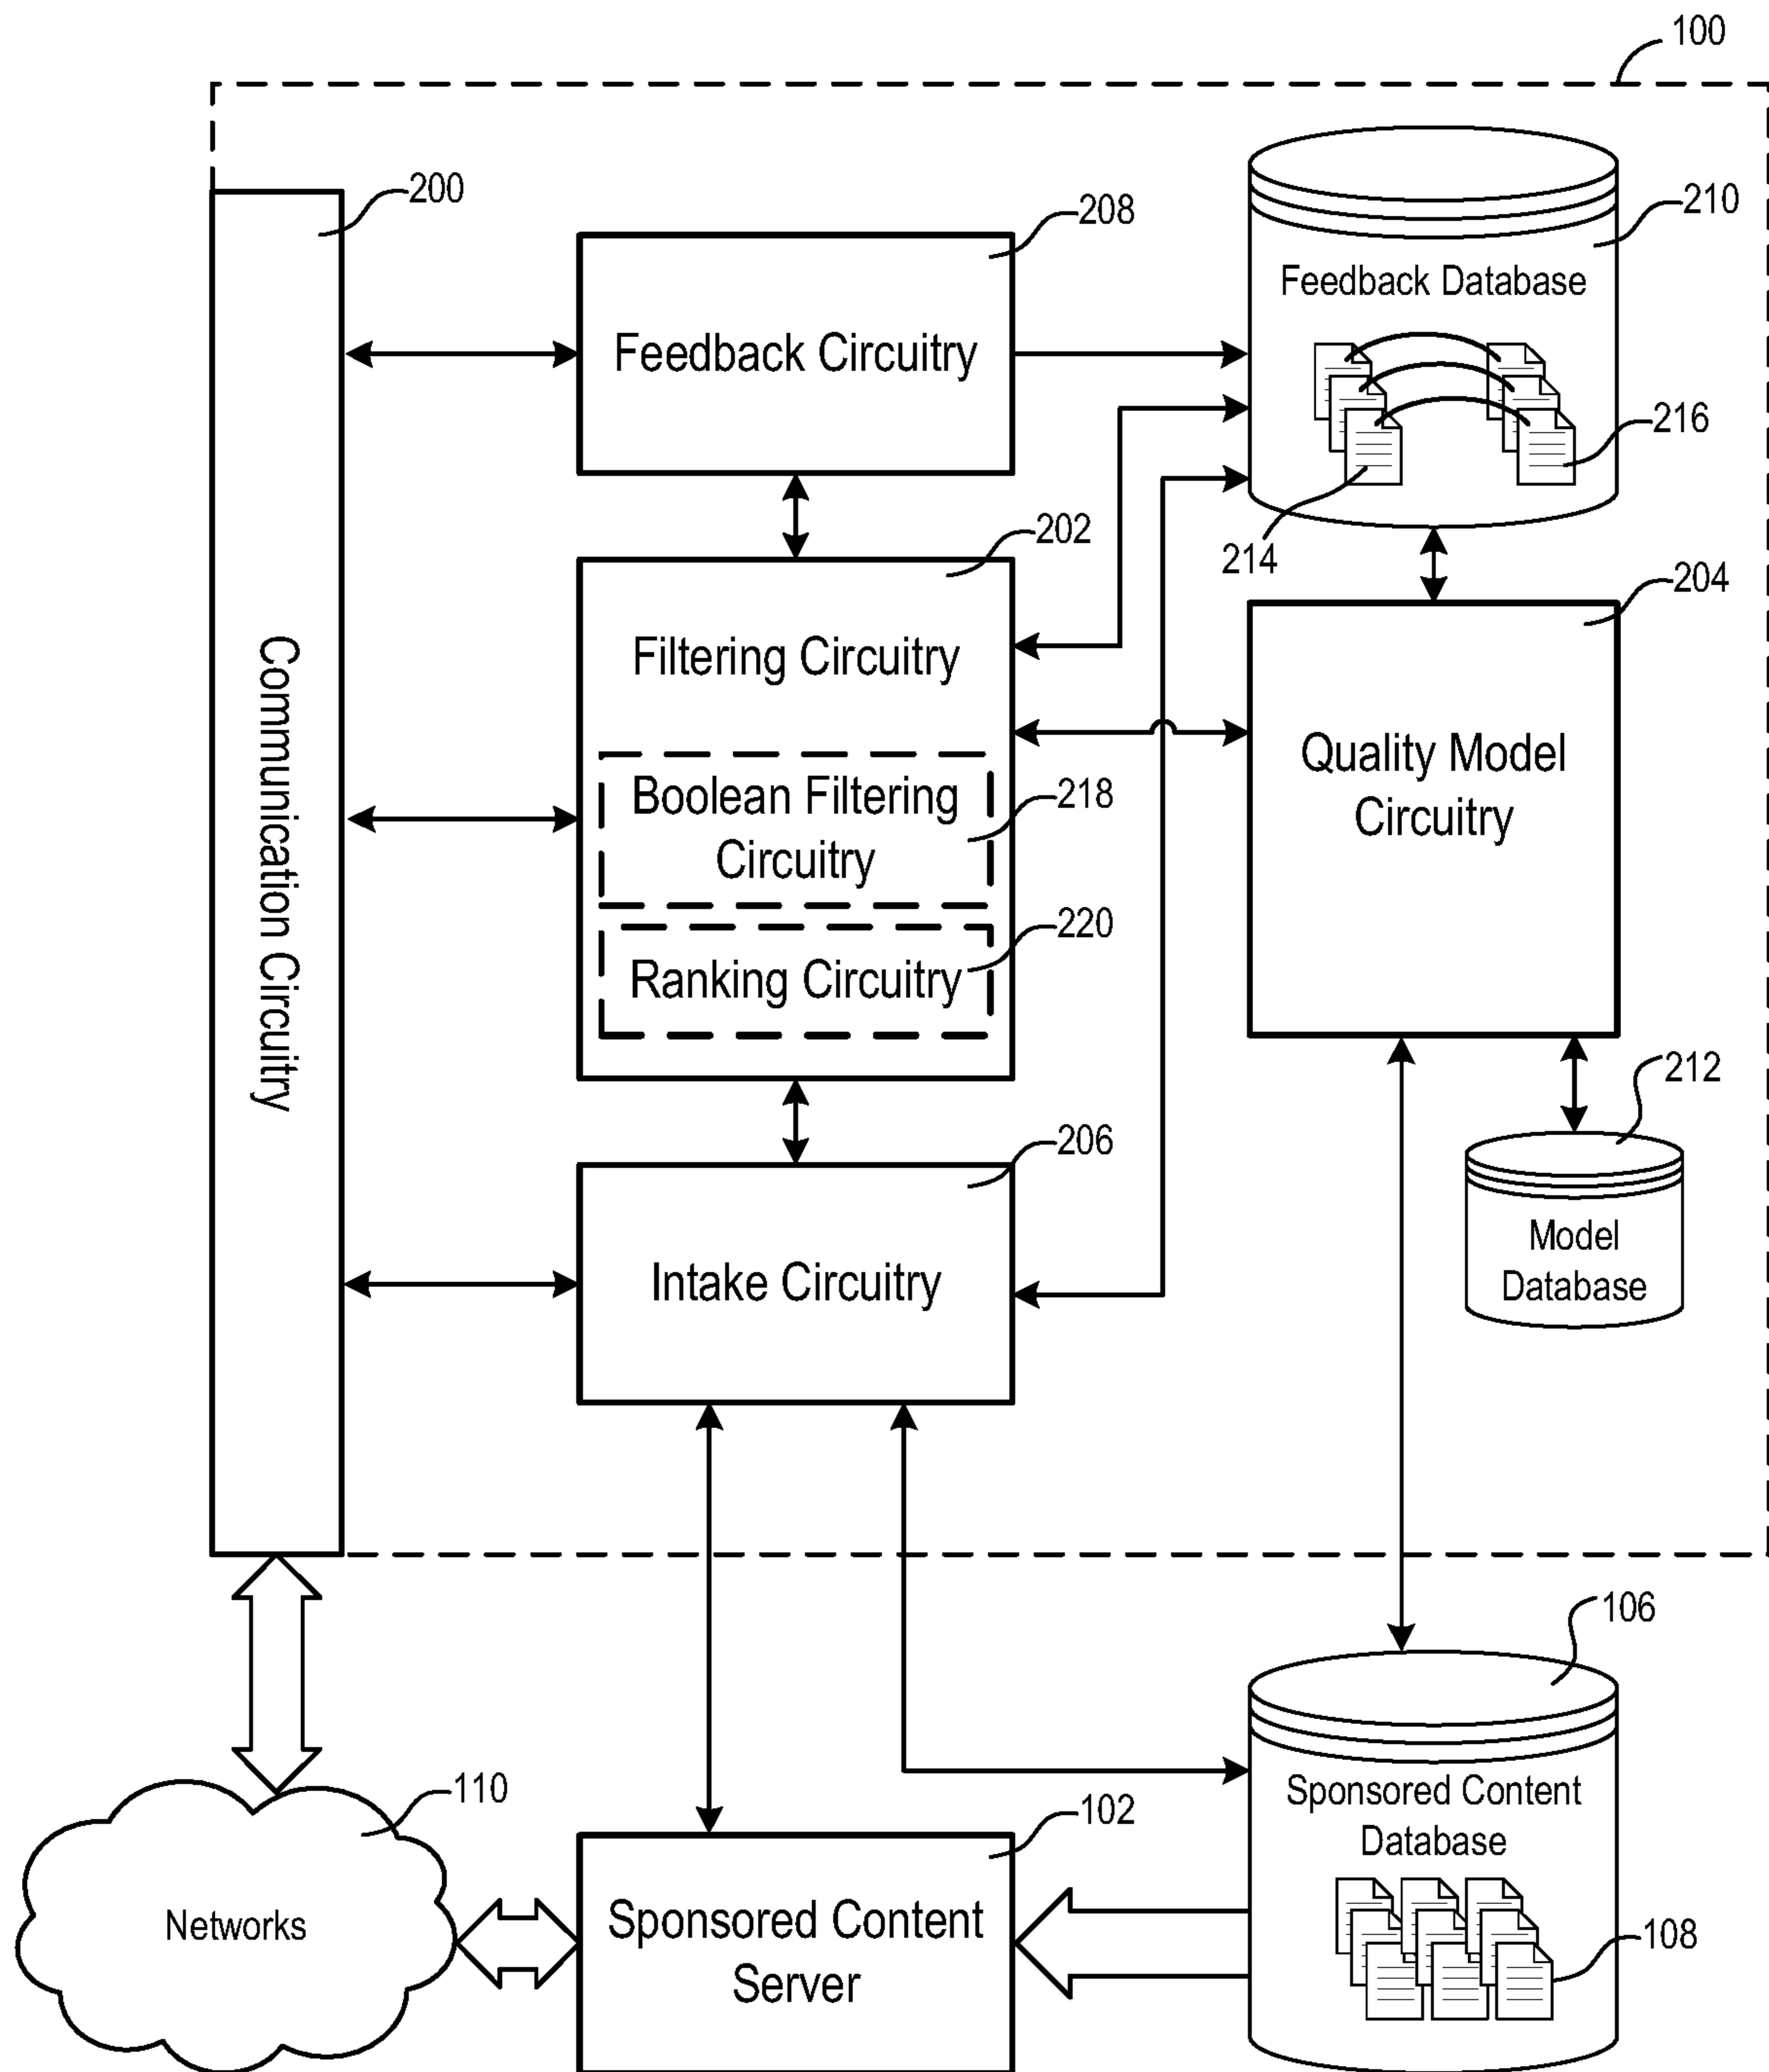 100
200
208
210
Feedback Database
Feedback Circuitry
216
214
202
204
Filtering Circuitry
Communication Circuitry
Quality Model
Circuitry
Boolean Filtering
Circuitry
218
220
Ranking Circuitry
212
206
Model
Database
Intake Circuitry
106
110
102
Sponsored Content
Database
Networks
Sponsored Content
Server
108